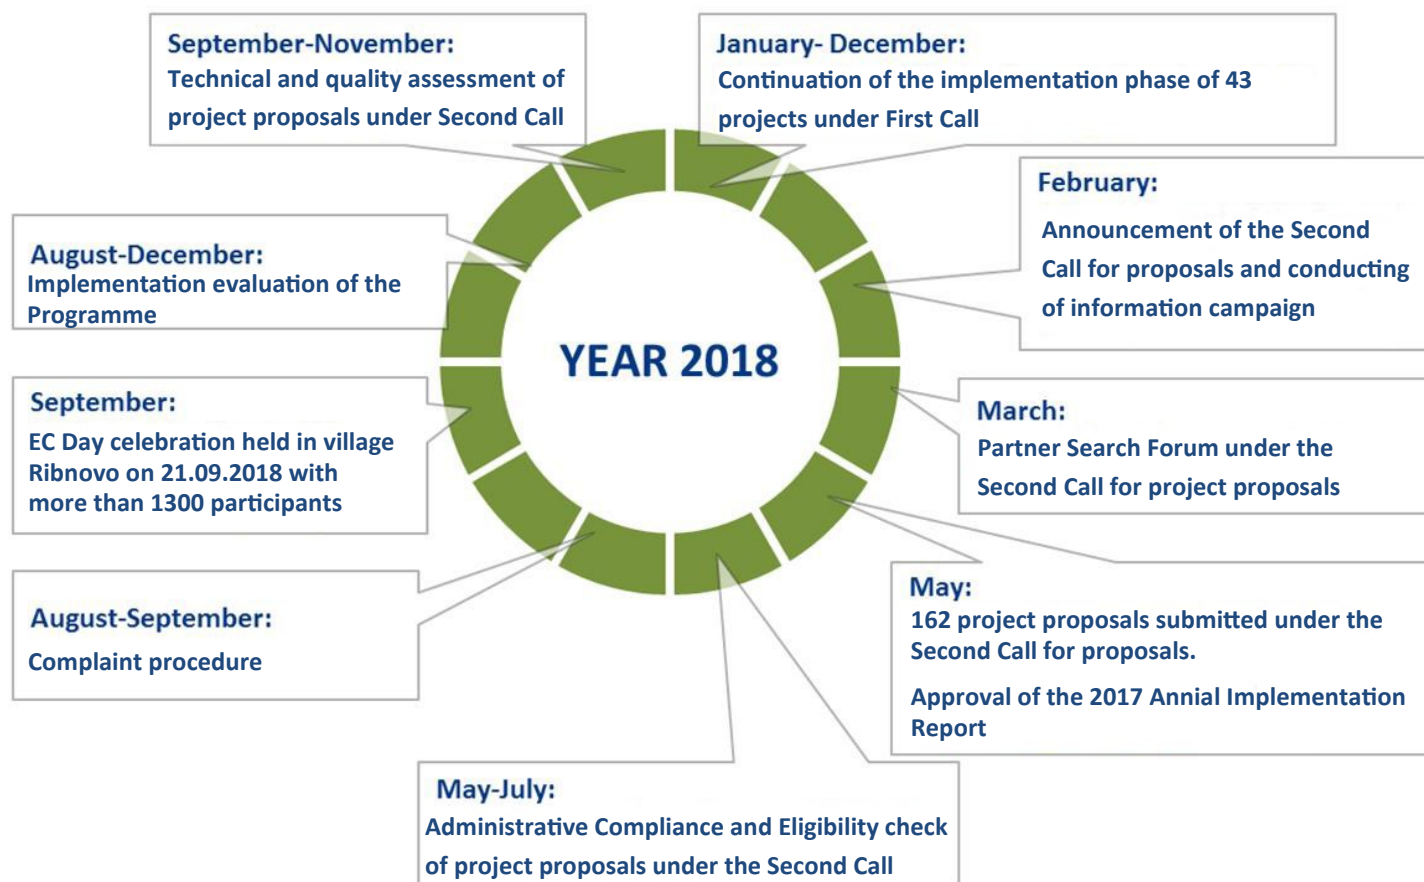 September-November:
Technical and quality assessment of
project proposals under Second Call
January- December:
Continuation of the implementation phase of 43
projects under First Call
February:
Announcement of the Second
Call for proposals and conducting
of information campaign
August-December:
Implementation evaluation of the
Programme
YEAR 2018
September:
EC Day celebration held in village
Ribnovo on 21.09.2018 with
more than 1300 participants
March:
Partner Search Forum under the
Second Call for project proposals
August-September:
Complaint procedure
May:
162 project proposals submitted under the
Second Call for proposals.
Approval of the 2017 Annial Implementation
Report
May-July:
Administrative Compliance and Eligibility check
of project proposals under the Second Call